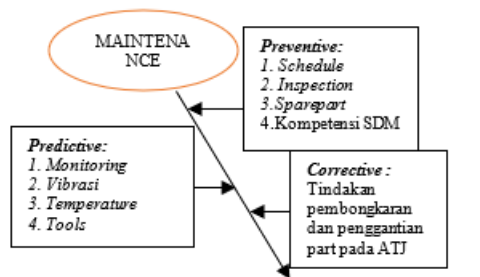 MAINTENA
NCE
Preventive:
1. Schedule
2. Inspection
3.Sparepart
4.Kompetensi SDM
Predictive:
1. Monitoring
2. Vibrasi
3. Temperature
4. Tools
Corrective :
Tindakan
pembongkaran
dan penggantian
part pada ATJ